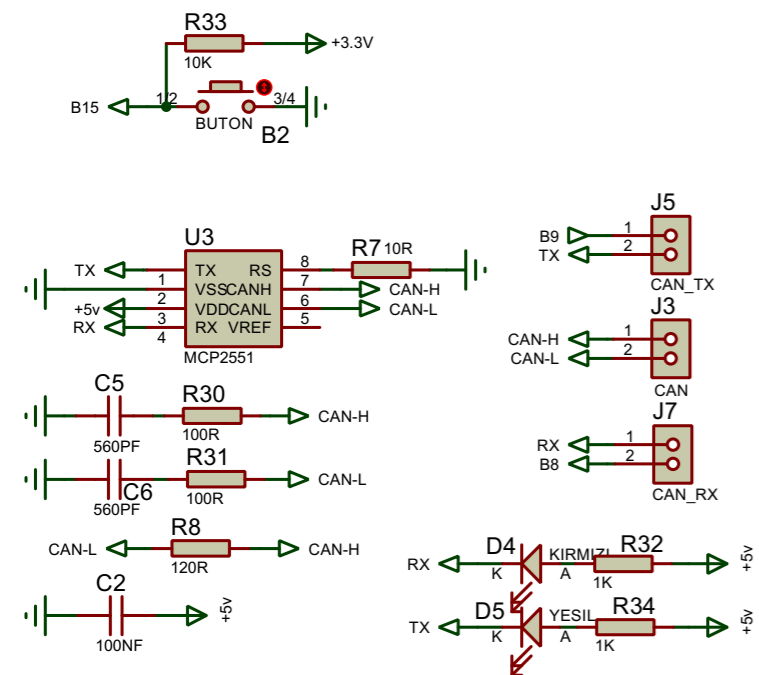 R33
+3.3V
10K
B15
1/2
3/4
BUTON
B2
U3
TX
TX
RS
8
R7
10R
1
VSS
CANH
7
CAN-H
+5v
2
VDD
CANL
6
CAN-L
RX
3
RX
VREF
5
4
MCP2551
J5
B9
1
TX
2
CAN_TX
J3
CAN-H
1
CAN-L
2
CAN
J7
RX
1
B8
2
CAN_RX
C5
R30
CAN-H
560PF
100R
R31
C6
CAN-L
560PF
100R
R8
CAN-L
CAN-H
120R
C2
+5v
100NF
D4
KIRMIZI
R32
RX
K
A
1K
+5v
D5
YESIL
R34
TX
K
A
1K
+5v